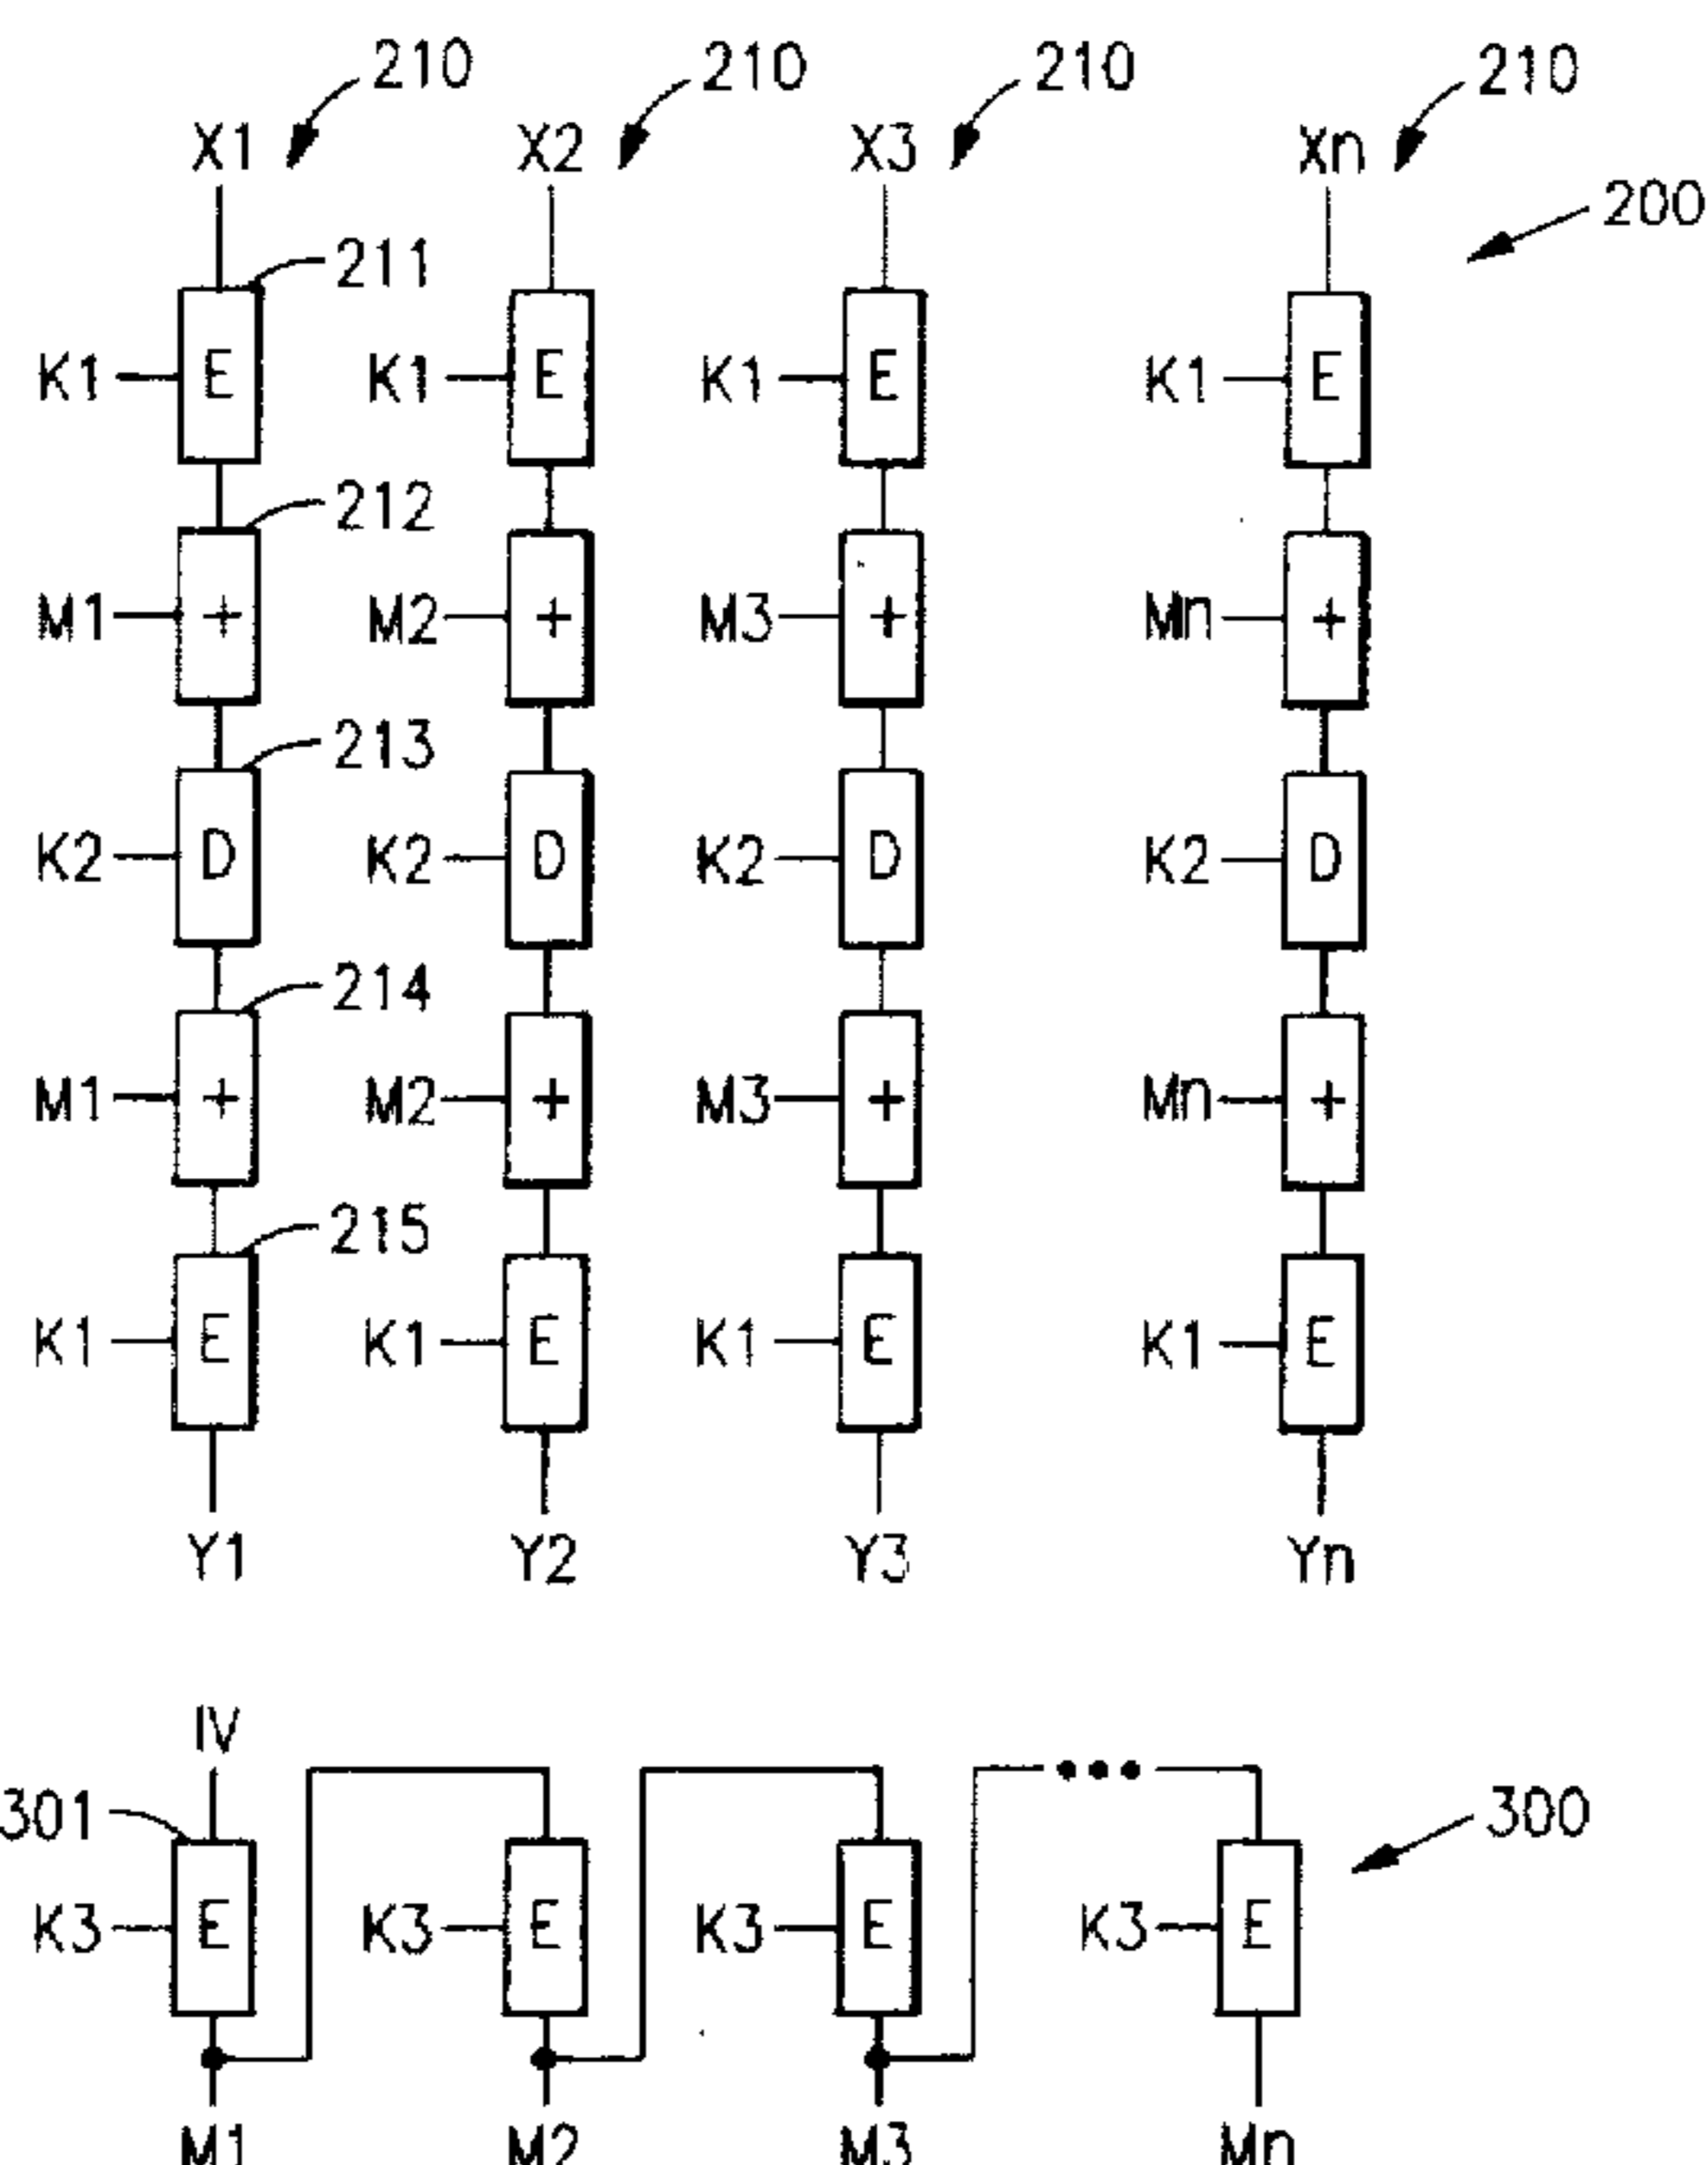 210 210 210 210
X1 X2 X3 Xn
200
211
K1 E K1 E K1 E K1 E
212
M1 + M2 + M3 + Mn +
213
K2 D K2 D K2 D K2 D
214
M1 + M2 + M3 + Mn +
215
K1 E K1 E K1 E K1 E
Y1 Y2 Y3 Yn
IV
301 300
K3 E K3 E K3 E K3 E
M1 M2 M3 Mn